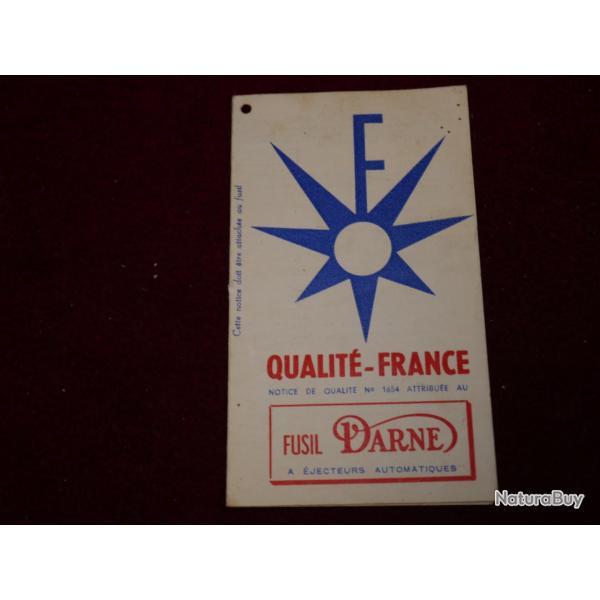 F
Cette notice doit être attachée au fusil
QUALITÉ-FRANCE
NOTICE DE QUALITÉ No 1654 ATTRIBUÉE AU
FUSIL DARNE
A ÉJECTEURS AUTOMATIQUES
NaturaBuy